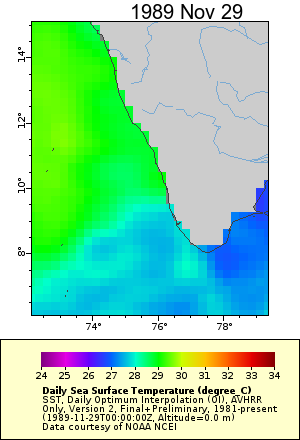 1989 Nov 29
14°
12°
10°
8°
74° 76° 78°
24 25 26 27 28 29 30 31 32 33 34
Daily Sea Surface Temperature (degree_C)
SST, Daily Optimum Interpolation (OI), AVHRR
Only, Version 2, Final+Preliminary, 1981-present
(1989-11-29T00:00:00Z, Altitude=0.0 m)
Data courtesy of NOAA NCEI